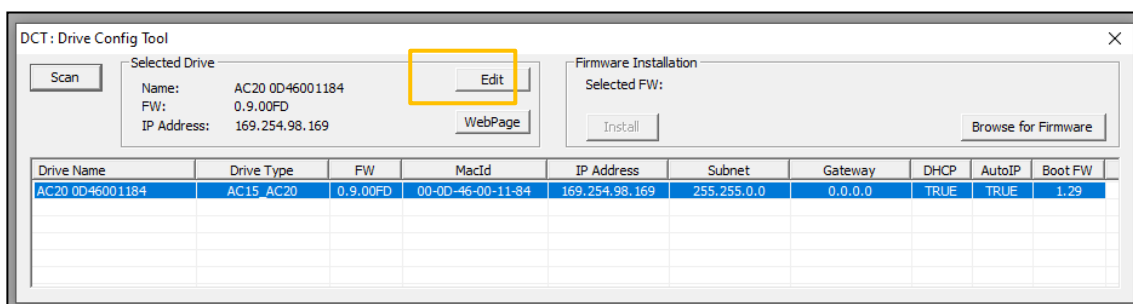 DCT : Drive Config Tool
Scan
Selected Drive
Name: AC20 0D46001184
FW: 0.9.00FD
IP Address: 169.254.98.169
Edit
WebPage
Firmware Installation
Selected FW:
Install
Browse for Firmware
Drive Name Drive Type FW MacId IP Address Subnet Gateway DHCP AutoIP Boot FW
AC20 0D46001184 AC15_AC20 0.9.00FD 00-0D-46-00-11-84 169.254.98.169 255.255.0.0 0.0.0.0 TRUE TRUE 1.29